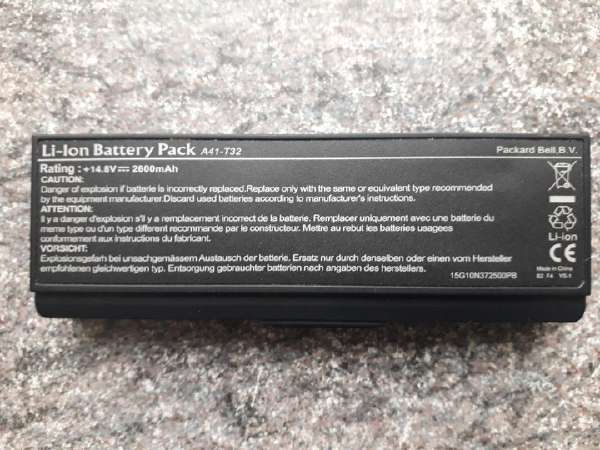 Li-Ion Battery Pack A41-T32
Packard Bell,B.V.
Rating : +14.8V⎓ 2600mAh
CAUTION:
Danger of explosion if batterie is incorrectly replaced.Replace only with the same or equivalent type recommended
by the equipment manufacturer.Discard used batteries according to manufacturer's instructions.
ATTENTION:
Il y a danger d'explosion s'il y a remplacement incorrect de la batterie. Remplacer uniquement avec une batterie du
meme type ou d'un type différent recommandé par le constructeur. Mettre au rebut les batteries usagées
conformement aux instructions du fabricant.
VORSICHT:
Explosionsgefarh bei unsachgemässem Austausch der batterie. Ersatz nur durch denselben oder einen vom Hersteller
empfohlenen gleichwertigen typ. Entsorgung gebrauchter batterien nach angaben des herstellers.
15G10N372500PB
Li-ion
Made in China
CE